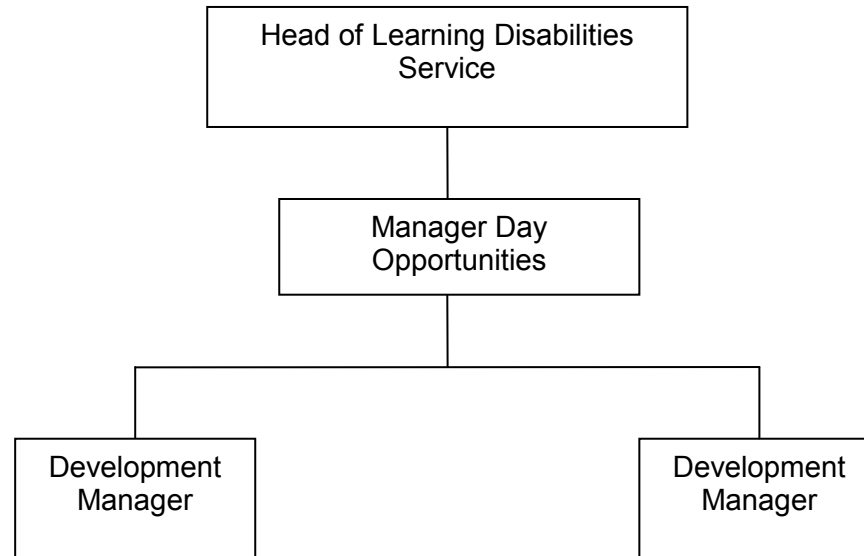 Head of Learning Disabilities
Service
Manager Day
Opportunities
Development
Manager
Development
Manager